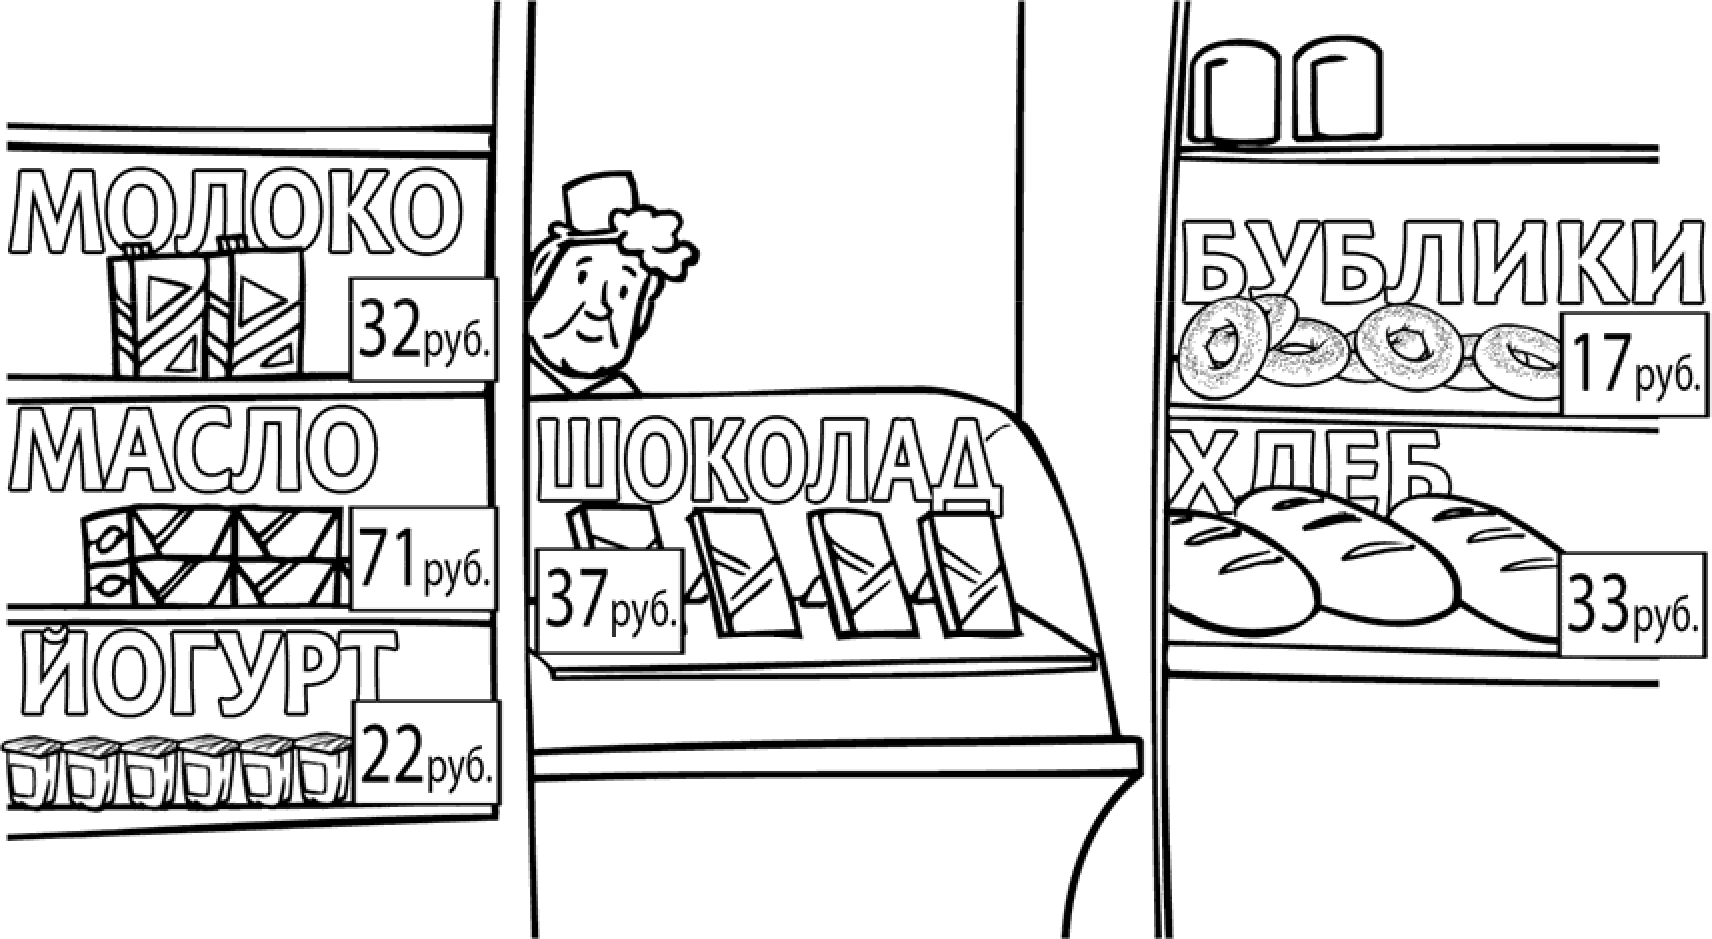 МОЛОКО
32руб.
МАСЛО
71руб.
ЙОГУРТ
22руб.
ШОКОЛАД
37руб.
БУБЛИКИ
17руб.
ХЛЕБ
33руб.